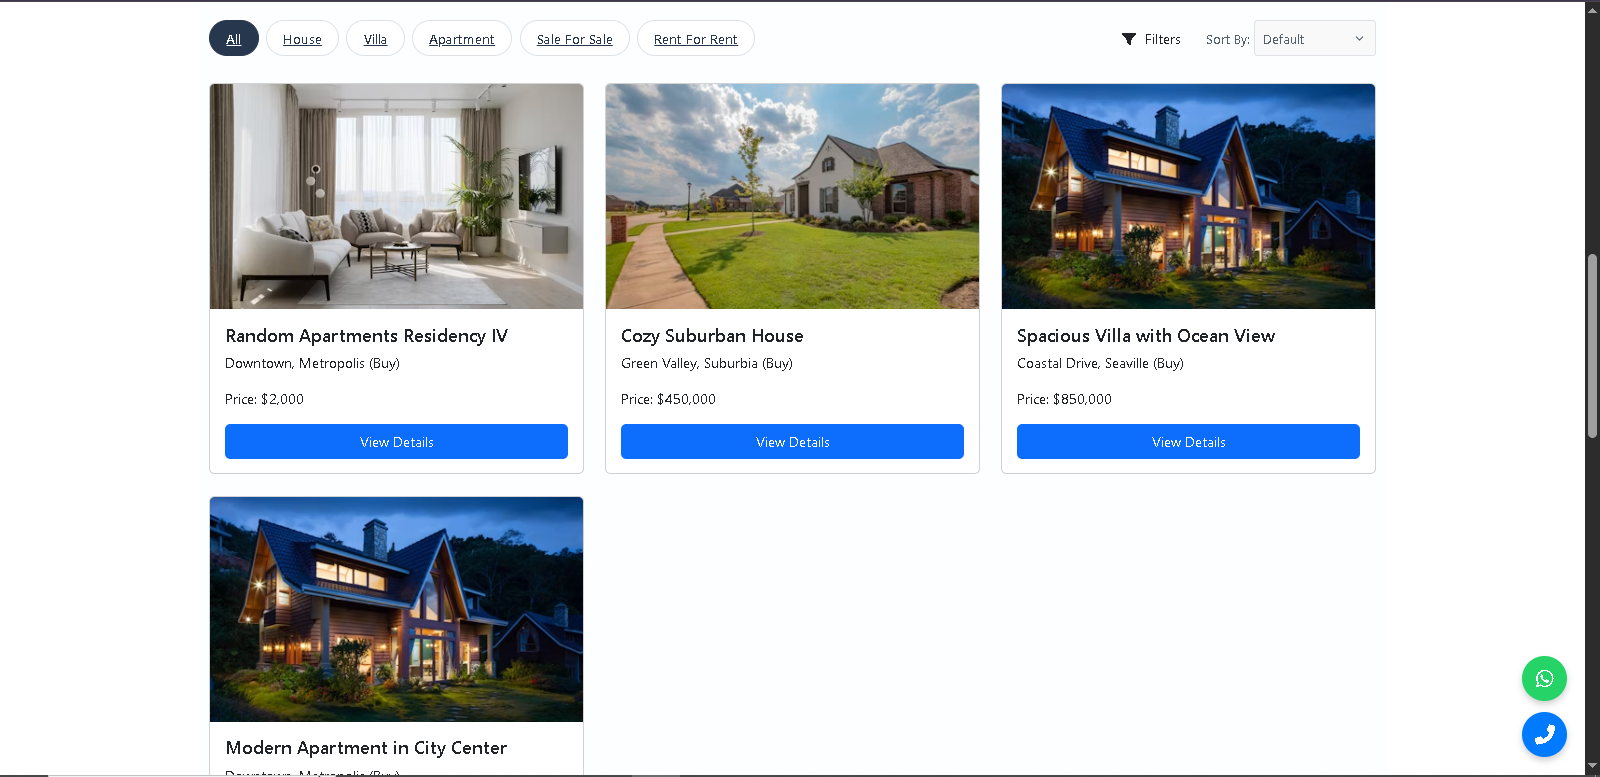 All House Villa Apartment Sale For Sale Rent For Rent Filters Sort By: Default
Random Apartments Residency IV
Downtown, Metropolis (Buy)
Price: $2,000
View Details
Cozy Suburban House
Green Valley, Suburbia (Buy)
Price: $450,000
View Details
Spacious Villa with Ocean View
Coastal Drive, Seaville (Buy)
Price: $850,000
View Details
Modern Apartment in City Center
Downtown, Metropolis (Buy)